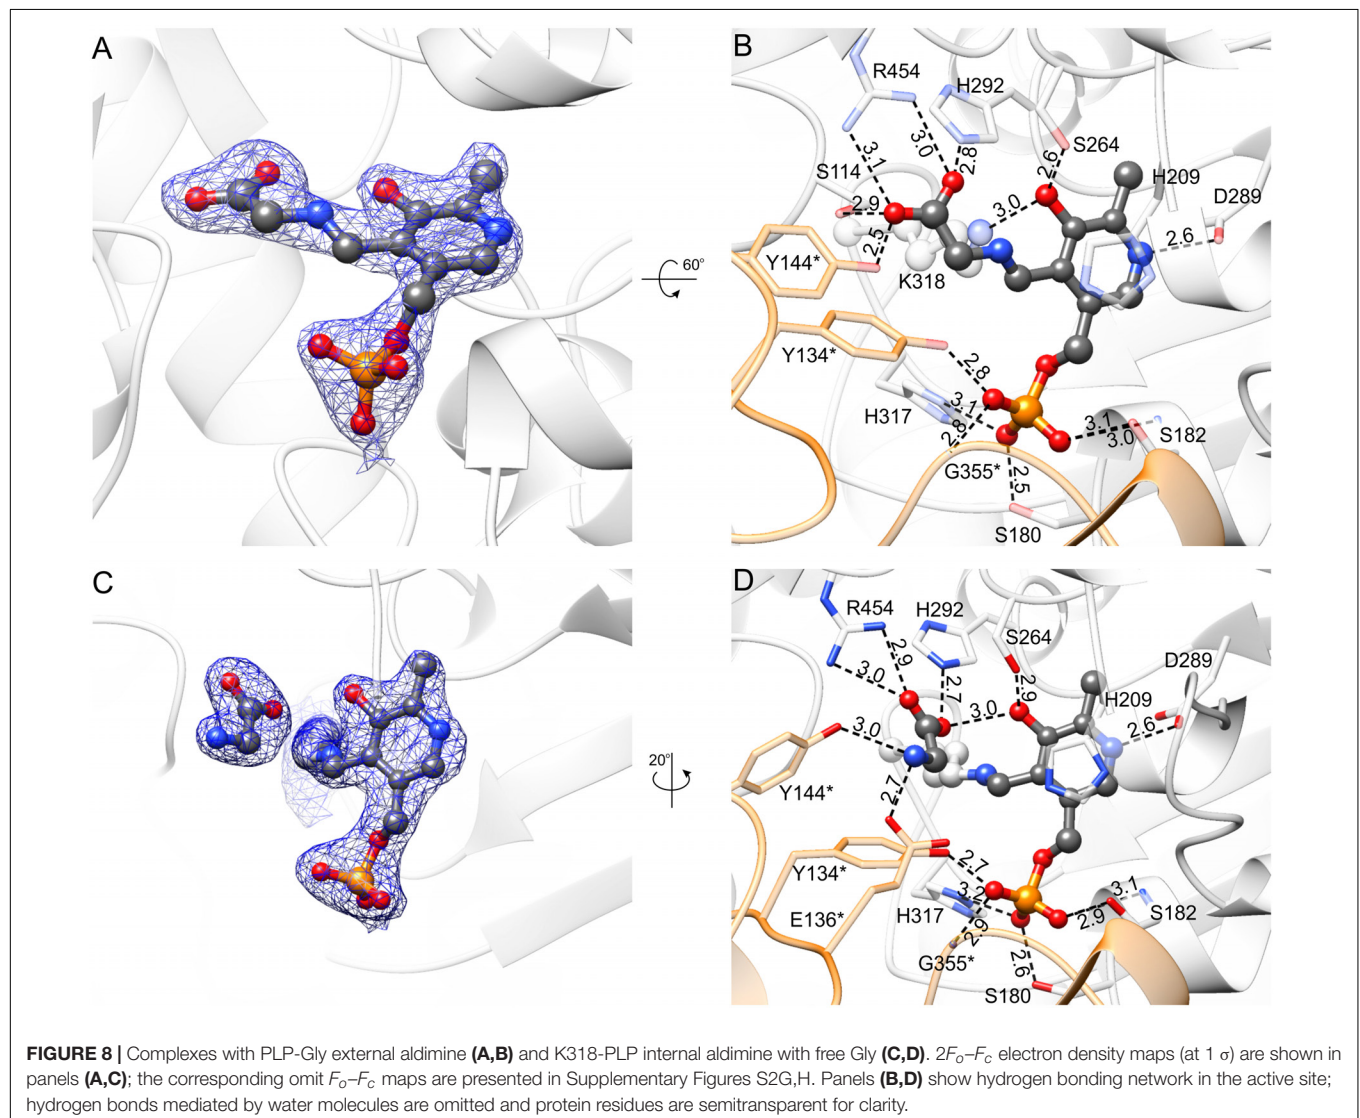 A
B
R454
H292
S264
2.6
3.1
3.0
2.8
S114
H209
2.9
3.0
D289
2.5
2.6
Y144*
K318
60°
Y134*
2.8
H317
3.1
2.8
3.1
3.0
S182
G355*
2.5
S180
C
D
R454
H292
S264
2.9
D289
3.0
2.7
2.9
H209
3.0
3.0
2.6
20°
Y144*
2.7
Y134*
2.7
3.2
3.1
E136*
H317
2.9
2.9
S182
G355*
2.6
S180
FIGURE 8 | Complexes with PLP-Gly external aldimine (A,B) and K318-PLP internal aldimine with free Gly (C,D). 2Fo–Fc electron density maps (at 1 σ) are shown in
panels (A,C); the corresponding omit Fo–Fc maps are presented in Supplementary Figures S2G,H. Panels (B,D) show hydrogen bonding network in the active site;
hydrogen bonds mediated by water molecules are omitted and protein residues are semitransparent for clarity.